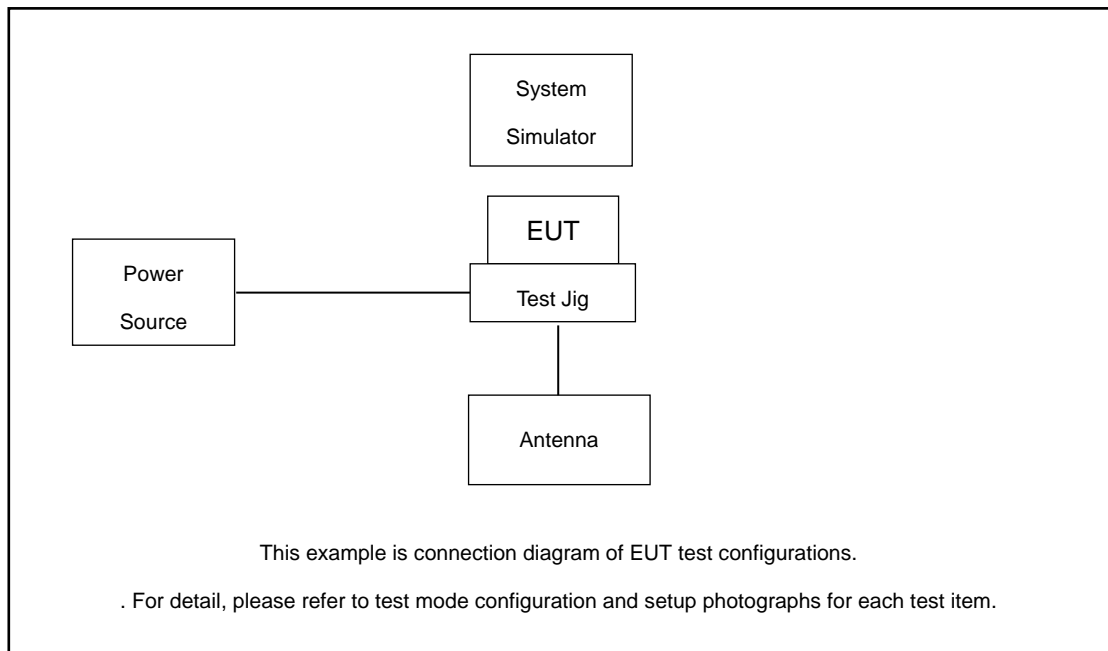 System
Simulator
EUT
Power
Source
Test Jig
Antenna
This example is connection diagram of EUT test configurations.
. For detail, please refer to test mode configuration and setup photographs for each test item.